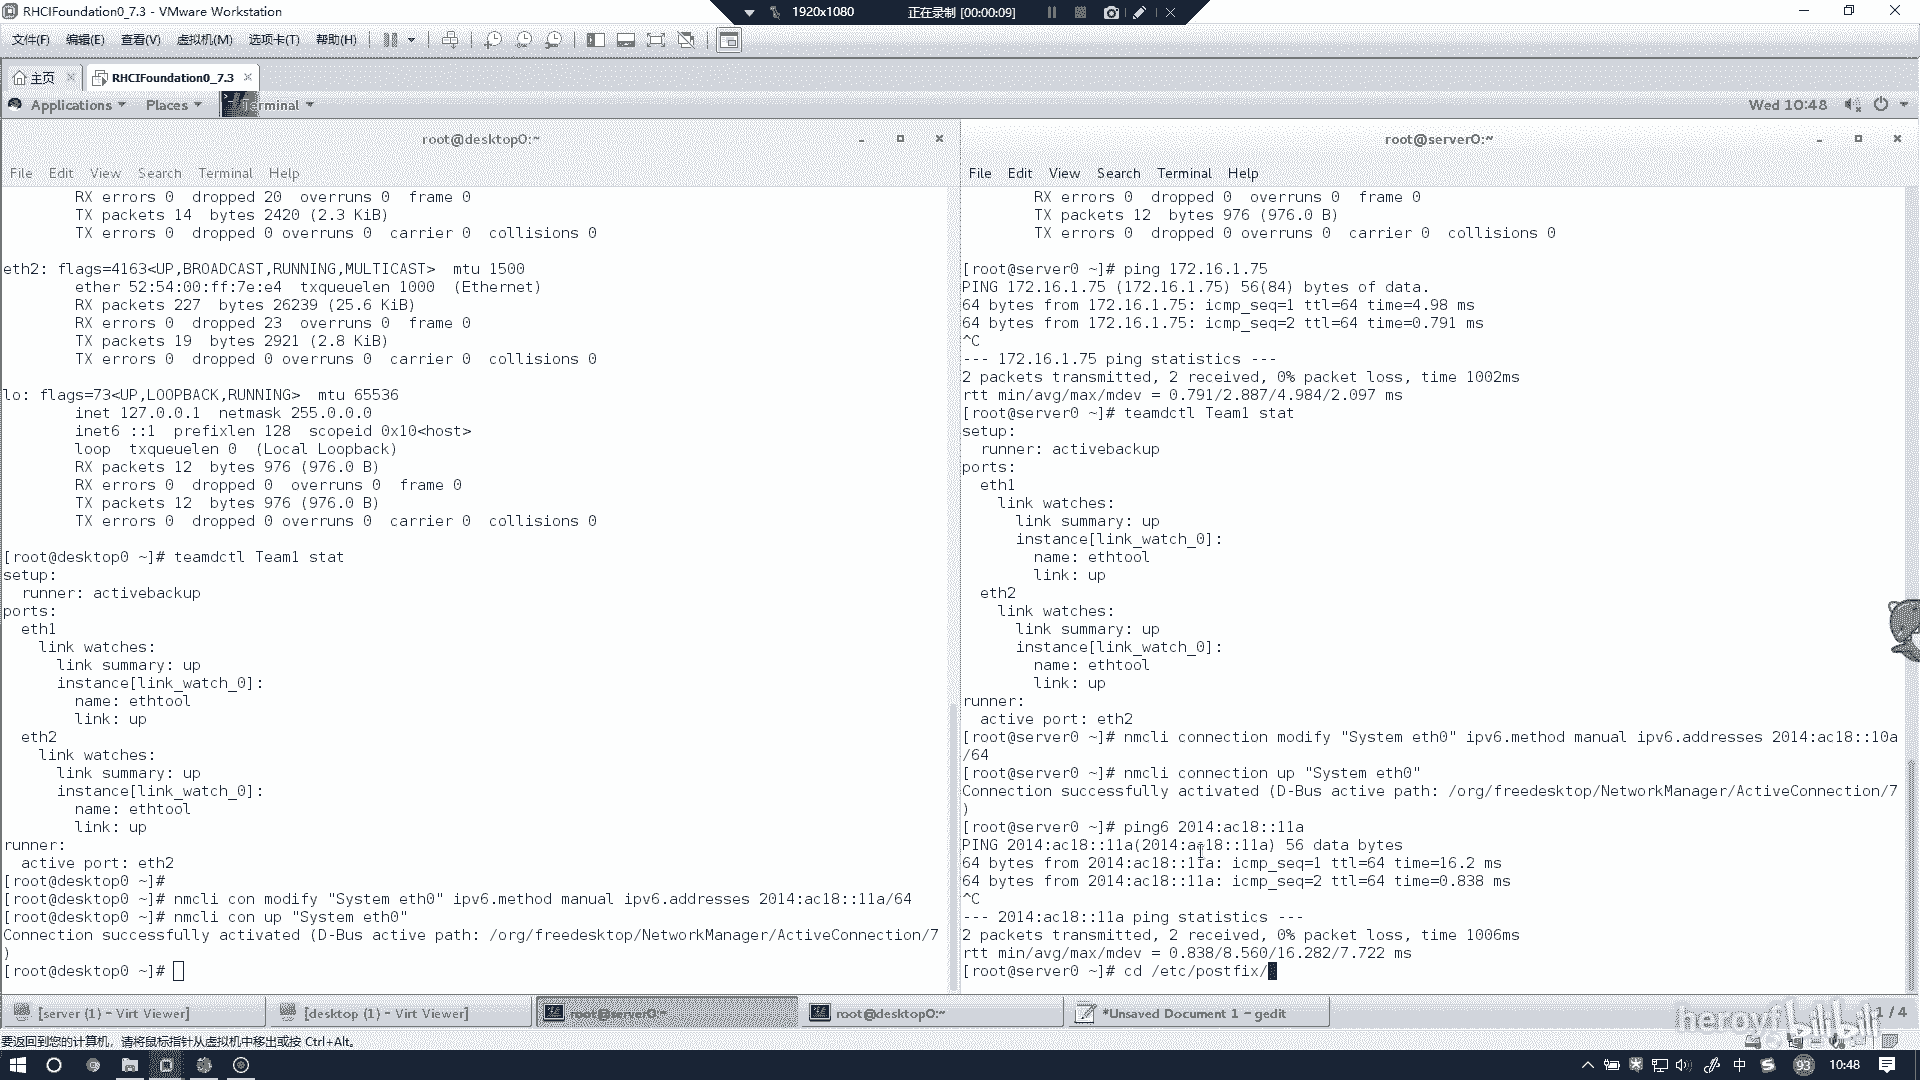 RHCIFoundation0_7.3 - VMware Workstation
1920x1080
正在录制 [00:00:09]
文件(F) 编辑(E) 查看(V) 虚拟机(M) 选项卡(T) 帮助(H)
主页
RHCIFoundation0_7.3
Applications Places Terminal
Wed 10:48
root@desktop0:~
File Edit View Search Terminal Help
RX errors 0 dropped 20 overruns 0 frame 0
TX packets 14 bytes 2420 (2.3 KiB)
TX errors 0 dropped 0 overruns 0 carrier 0 collisions 0
eth2: flags=4163<UP,BROADCAST,RUNNING,MULTICAST> mtu 1500
ether 52:54:00:ff:7e:e4 txqueuelen 1000 (Ethernet)
RX packets 227 bytes 26239 (25.6 KiB)
RX errors 0 dropped 23 overruns 0 frame 0
TX packets 19 bytes 2921 (2.8 KiB)
TX errors 0 dropped 0 overruns 0 carrier 0 collisions 0
lo: flags=73<UP,LOOPBACK,RUNNING> mtu 65536
inet 127.0.0.1 netmask 255.0.0.0
inet6 ::1 prefixlen 128 scopeid 0x10<host>
loop txqueuelen 0 (Local Loopback)
RX packets 12 bytes 976 (976.0 B)
RX errors 0 dropped 0 overruns 0 frame 0
TX packets 12 bytes 976 (976.0 B)
TX errors 0 dropped 0 overruns 0 carrier 0 collisions 0
[root@desktop0 ~]# teamdctl Team1 stat
setup:
runner: activebackup
ports:
eth1
link watches:
link summary: up
instance[link_watch_0]:
name: ethtool
link: up
eth2
link watches:
link summary: up
instance[link_watch_0]:
name: ethtool
link: up
runner:
active port: eth2
[root@desktop0 ~]#
[root@desktop0 ~]# nmcli con modify "System eth0" ipv6.method manual ipv6.addresses 2014:ac18::11a/64
[root@desktop0 ~]# nmcli con up "System eth0"
Connection successfully activated (D-Bus active path: /org/freedesktop/NetworkManager/ActiveConnection/7
)
[root@desktop0 ~]#
root@server0:~
File Edit View Search Terminal Help
RX errors 0 dropped 0 overruns 0 frame 0
TX packets 12 bytes 976 (976.0 B)
TX errors 0 dropped 0 overruns 0 carrier 0 collisions 0
[root@server0 ~]# ping 172.16.1.75
PING 172.16.1.75 (172.16.1.75) 56(84) bytes of data.
64 bytes from 172.16.1.75: icmp_seq=1 ttl=64 time=4.98 ms
64 bytes from 172.16.1.75: icmp_seq=2 ttl=64 time=0.791 ms
^C
--- 172.16.1.75 ping statistics ---
2 packets transmitted, 2 received, 0% packet loss, time 1002ms
rtt min/avg/max/mdev = 0.791/2.887/4.984/2.097 ms
[root@server0 ~]# teamdctl Team1 stat
setup:
runner: activebackup
ports:
eth1
link watches:
link summary: up
instance[link_watch_0]:
name: ethtool
link: up
eth2
link watches:
link summary: up
instance[link_watch_0]:
name: ethtool
link: up
runner:
active port: eth2
[root@server0 ~]# nmcli connection modify "System eth0" ipv6.method manual ipv6.addresses 2014:ac18::10a
/64
[root@server0 ~]# nmcli connection up "System eth0"
Connection successfully activated (D-Bus active path: /org/freedesktop/NetworkManager/ActiveConnection/7
)
[root@server0 ~]# ping6 2014:ac18::11a
PING 2014:ac18::11a(2014:ac18::11a) 56 data bytes
64 bytes from 2014:ac18::11a: icmp_seq=1 ttl=64 time=16.2 ms
64 bytes from 2014:ac18::11a: icmp_seq=2 ttl=64 time=0.838 ms
^C
--- 2014:ac18::11a ping statistics ---
2 packets transmitted, 2 received, 0% packet loss, time 1006ms
rtt min/avg/max/mdev = 0.838/8.560/16.282/7.722 ms
[root@server0 ~]# cd /etc/postfix/
[server (1) - Virt Viewer]
[desktop (1) - Virt Viewer]
root@server0:~
root@desktop0:~
*Unsaved Document 1 - gedit
1 / 4
heroyf bilibili
要返回到您的计算机，请将鼠标指针从虚拟机中移出或按 Ctrl+Alt。
中
93
10:48